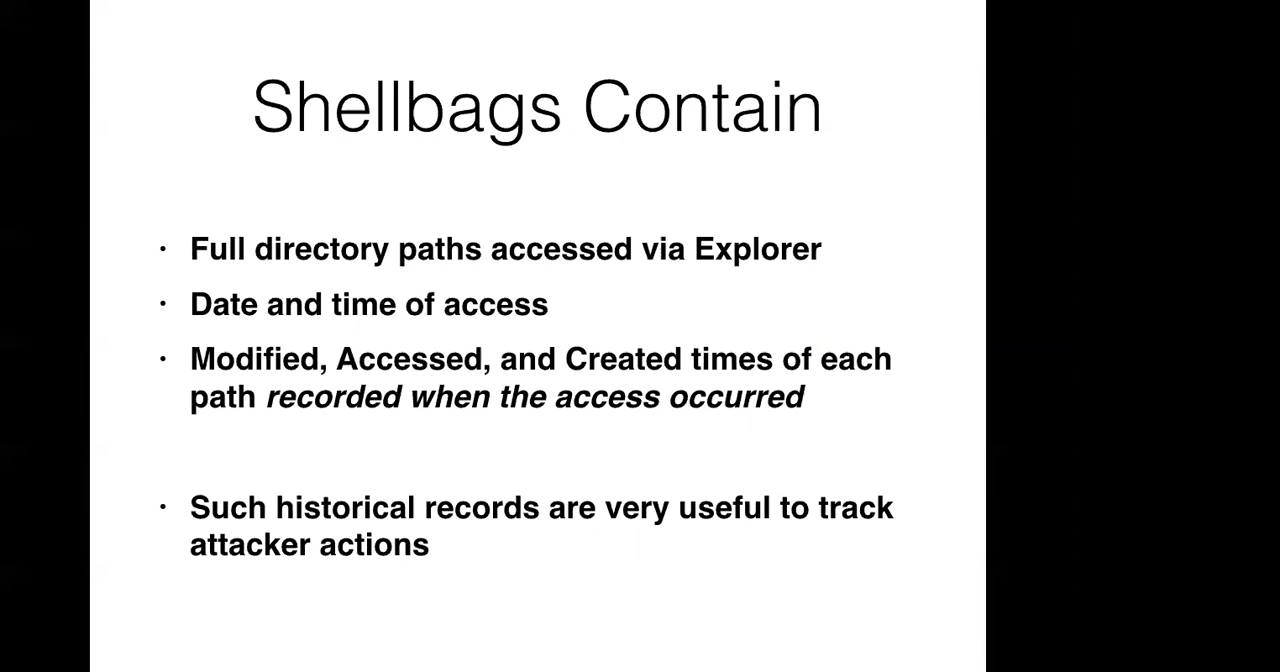 Shellbags Contain
• Full directory paths accessed via Explorer
• Date and time of access
• Modified, Accessed, and Created times of each
path recorded when the access occurred
• Such historical records are very useful to track
attacker actions